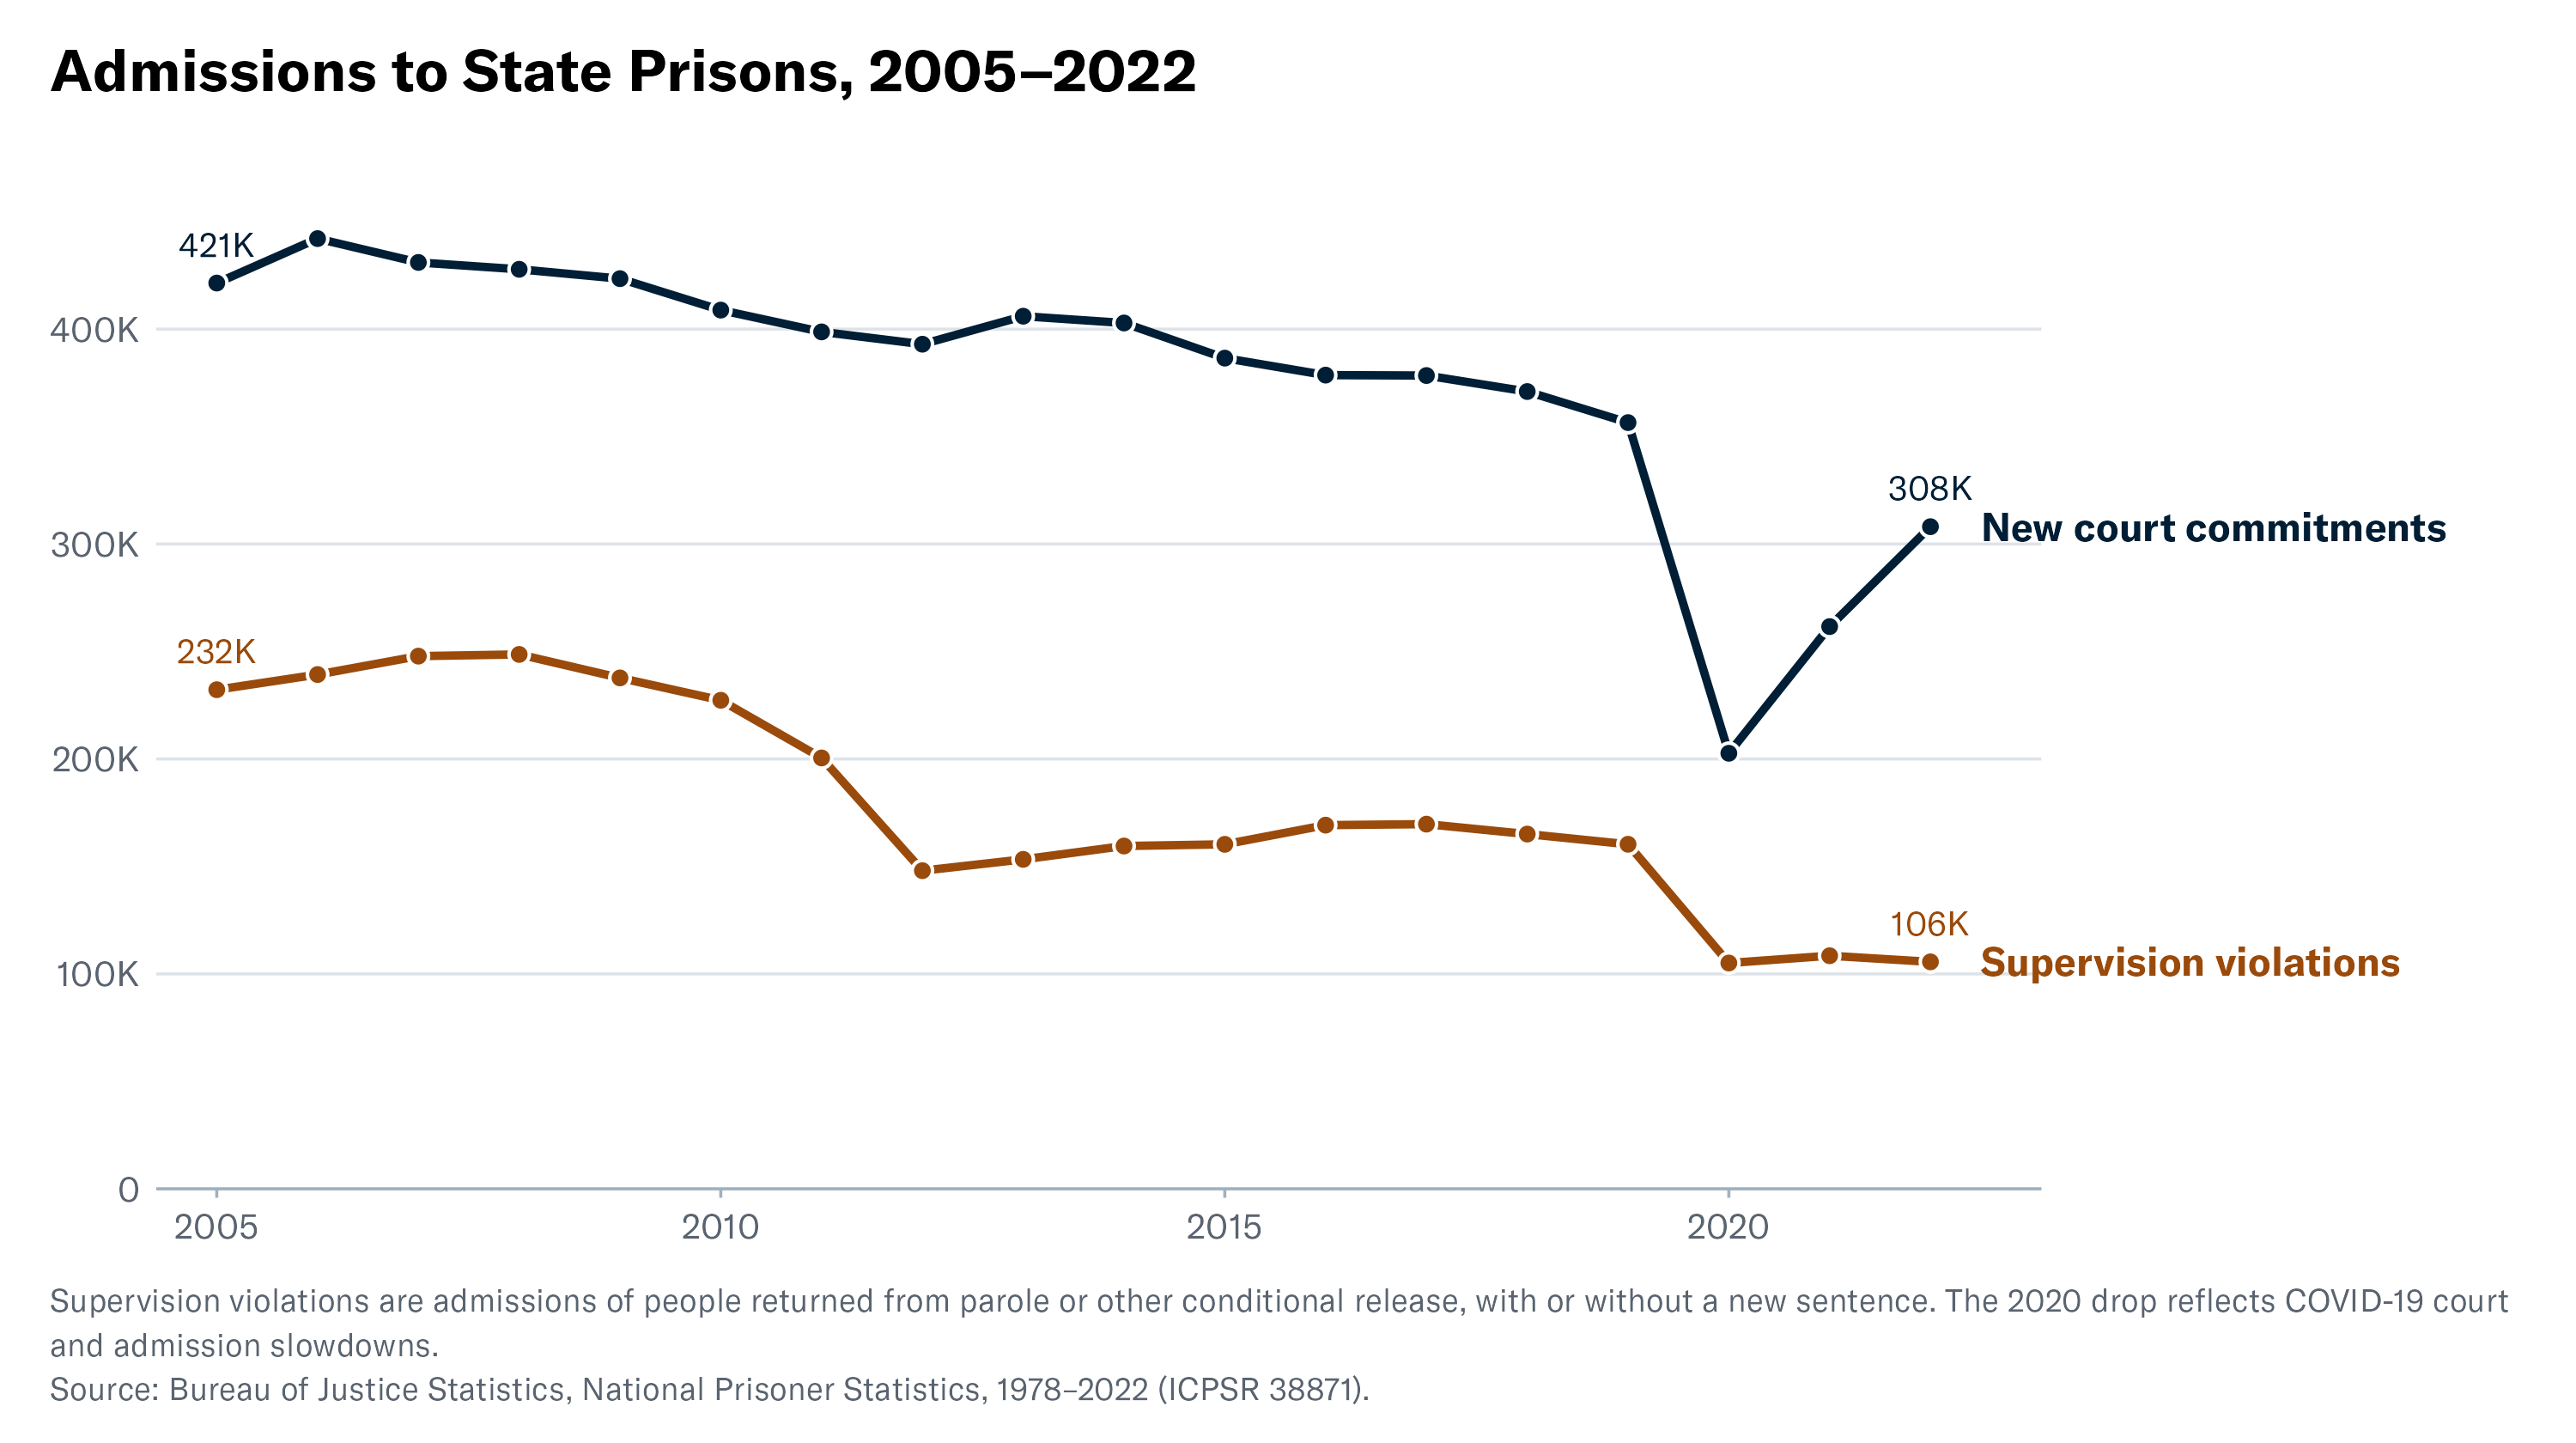 Admissions to State Prisons, 2005–2022
421K
400K
308K
New court commitments
300K
232K
200K
106K
Supervision violations
100K
0
2005 2010 2015 2020
Supervision violations are admissions of people returned from parole or other conditional release, with or without a new sentence. The 2020 drop reflects COVID-19 court
and admission slowdowns.
Source: Bureau of Justice Statistics, National Prisoner Statistics, 1978–2022 (ICPSR 38871).